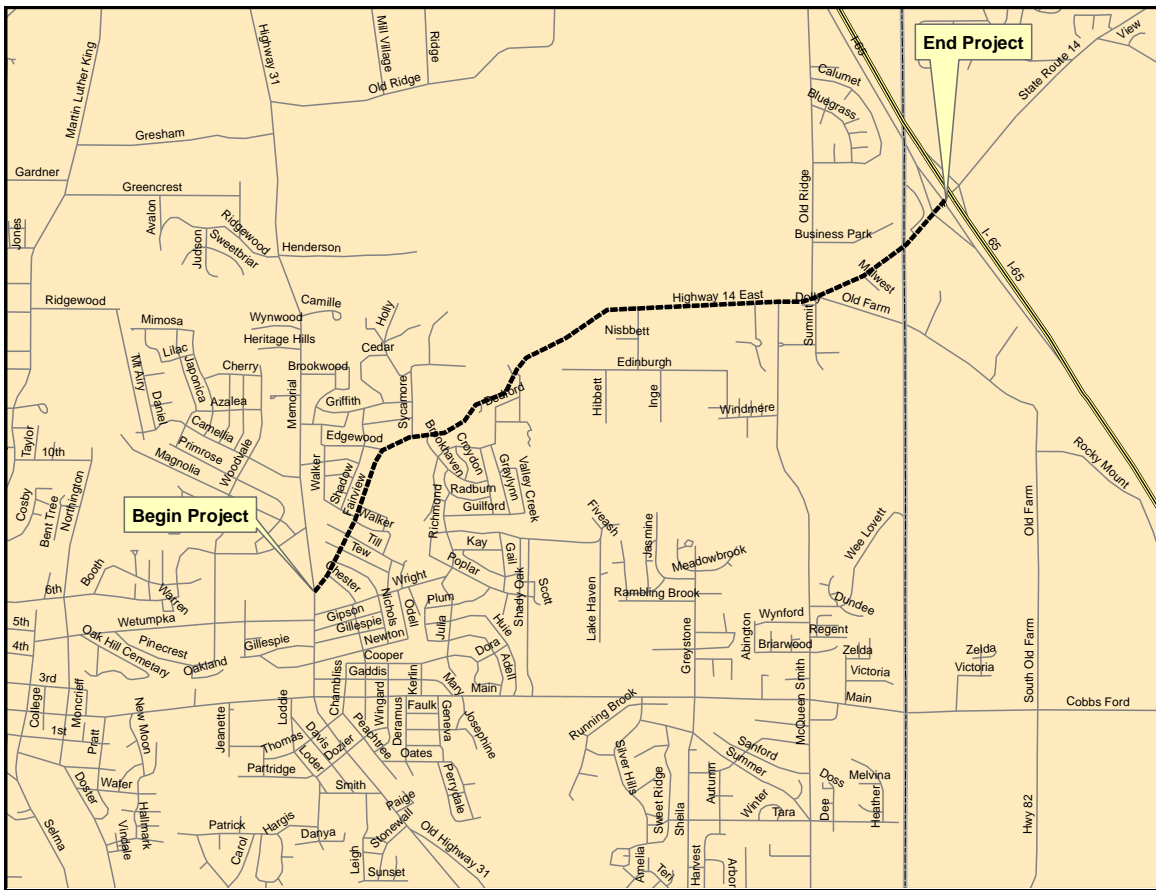 Martin Luther King
Highway 31
Mill Village
Ridge
Old Ridge
I-65
End Project
State Route 14
View
Calumet
Bluegrass
Gresham
Gardner
Greencrest
Avalon
Ridgewood
Sweetbriar
Judson
Jones
Henderson
Old Ridge
Business Park
I- 65
I-65
Midwest
Ridgewood
Camille
Wynwood
Holly
Highway 14 East
Old Farm
Summit
Mimosa
Heritage Hills
Nisbbett
Lilac
Cedar
Mt Airy
Japonica
Cherry
Brookwood
Edinburgh
Daniel
Azalea
Memorial
Griffith
Sycamore
Bedford
Hibbett
Inge
Windmere
Camellia
Edgewood
Brookhaven
Croydon
Taylor
10th
Primrose
Magnolia
Woodvale
Walker
Shadow
Fairview
Graylynn
Valley Creek
Rocky Mount
Cosby
Bent Tree
Northington
Radburn
Guilford
Richmond
Begin Project
Walker
Till
Tew
Fiveash
Jasmine
Wee Lovett
Old Farm
Kay
Gail
Meadowbrook
Booth
Chester
Wright
Poplar
Shady Oak
Scott
6th
Warren
Plum
Lake Haven
Rambling Brook
Dundee
Wetumpka
Gipson
Nichols
Odell
Julia
Wynford
5th
Gillespie
Huie
Abington
Regent
4th
Oak Hill Cemetary
Pinecrest
Gillespie
Newton
Dora
Adell
Greystone
Briarwood
Zelda
Zelda
Oakland
Cooper
Victoria
Victoria
3rd
Gaddis
Kerlin
Mary
Main
South Old Farm
College
Moncrieff
New Moon
Loddie
Chambliss
Wingard
Deramus
Faulk
Geneva
Josephine
Main
McQueen Smith
Cobbs Ford
1st
Pratt
Jeanette
Davis
Peachtree
Running Brook
Thomas
Loder
Dozier
Oates
Silver Hills
Sanford
Summer
Partridge
Perrydale
Doss
Melvina
Doster
Wafer
Smith
Paige
Sweet Ridge
Sheila
Autumn
Winter
Tara
Dee
Heather
Hwy 82
Selma
Hallmark
Vindale
Patrick
Carol
Hargis
Danya
Stonewall
Old Highway 31
Leigh
Sunset
Amelia
Teri
Harvest
Arbor